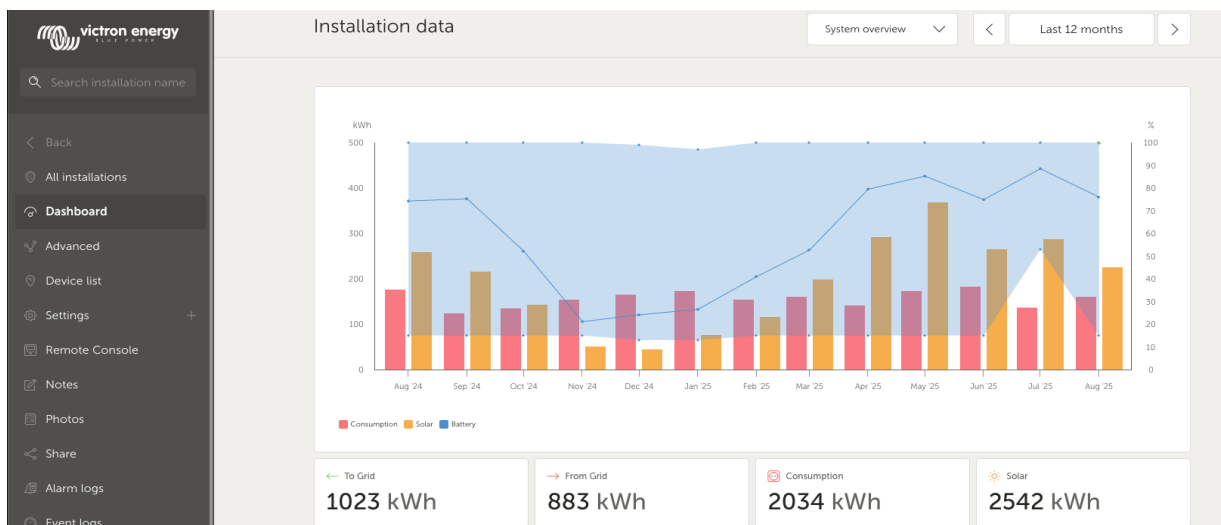 victron energy
BLUE POWER
Search installation name
Back
All installations
Dashboard
Advanced
Device list
Settings
Remote Console
Notes
Photos
Share
Alarm logs
Event logs
Installation data
System overview
Last 12 months
kWh %
500 100
90
400 80
70
300 60
50
200 40
30
100 20
10
0 0
Aug '24 Sep '24 Oct '24 Nov '24 Dec '24 Jan '25 Feb '25 Mar '25 Apr '25 May '25 Jun '25 Jul '25 Aug '25
Consumption Solar Battery
To Grid
1023 kWh
From Grid
883 kWh
Consumption
2034 kWh
Solar
2542 kWh